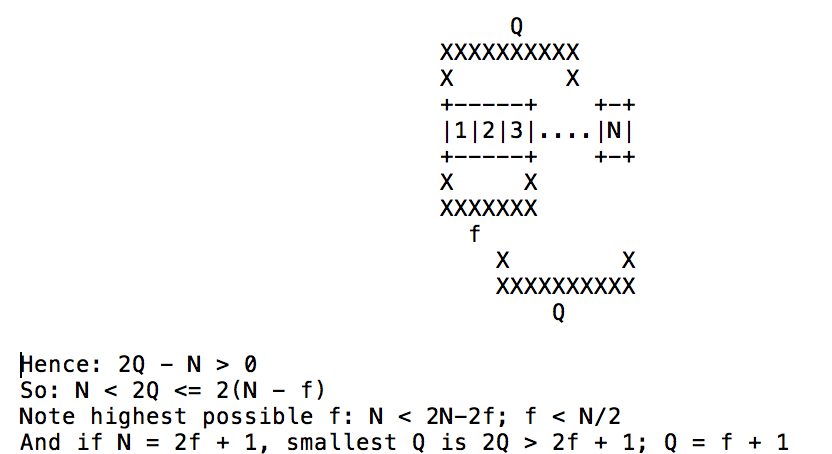 Q
XXXXXXXXXX
X        X
+-----+    +-+
|1|2|3|....|N|
+-----+    +-+
X     X
XXXXXXX
f
X        X
XXXXXXXXXX
Q
Hence: 2Q - N > 0
So: N < 2Q <= 2(N - f)
Note highest possible f: N < 2N-2f; f < N/2
And if N = 2f + 1, smallest Q is 2Q > 2f + 1; Q = f + 1